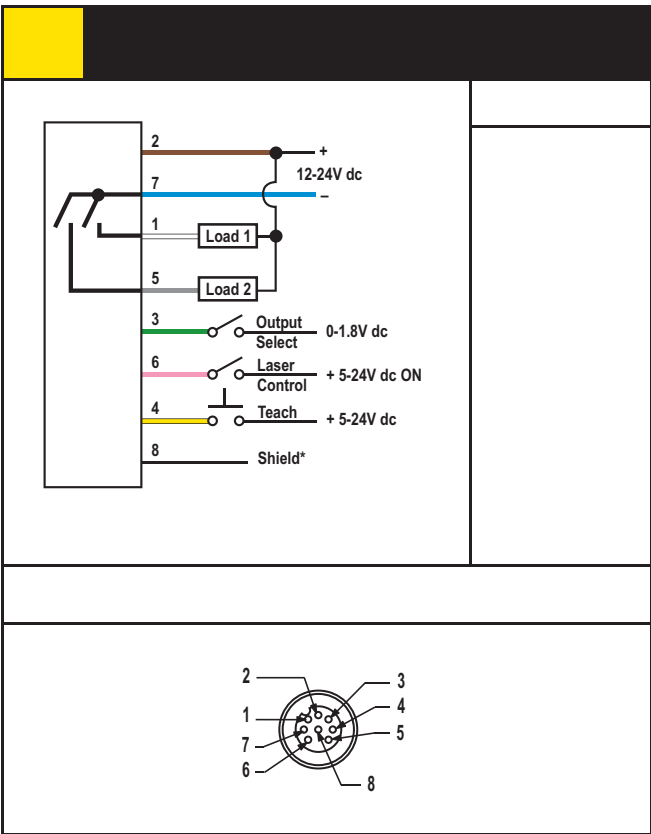 2
+
12-24V dc
7
–
1
Load 1
5
Load 2
3
Output
Select
0-1.8V dc
6
Laser
Control
+ 5-24V dc ON
4
Teach
+ 5-24V dc
8
Shield*
2
3
1
4
7
5
6
8